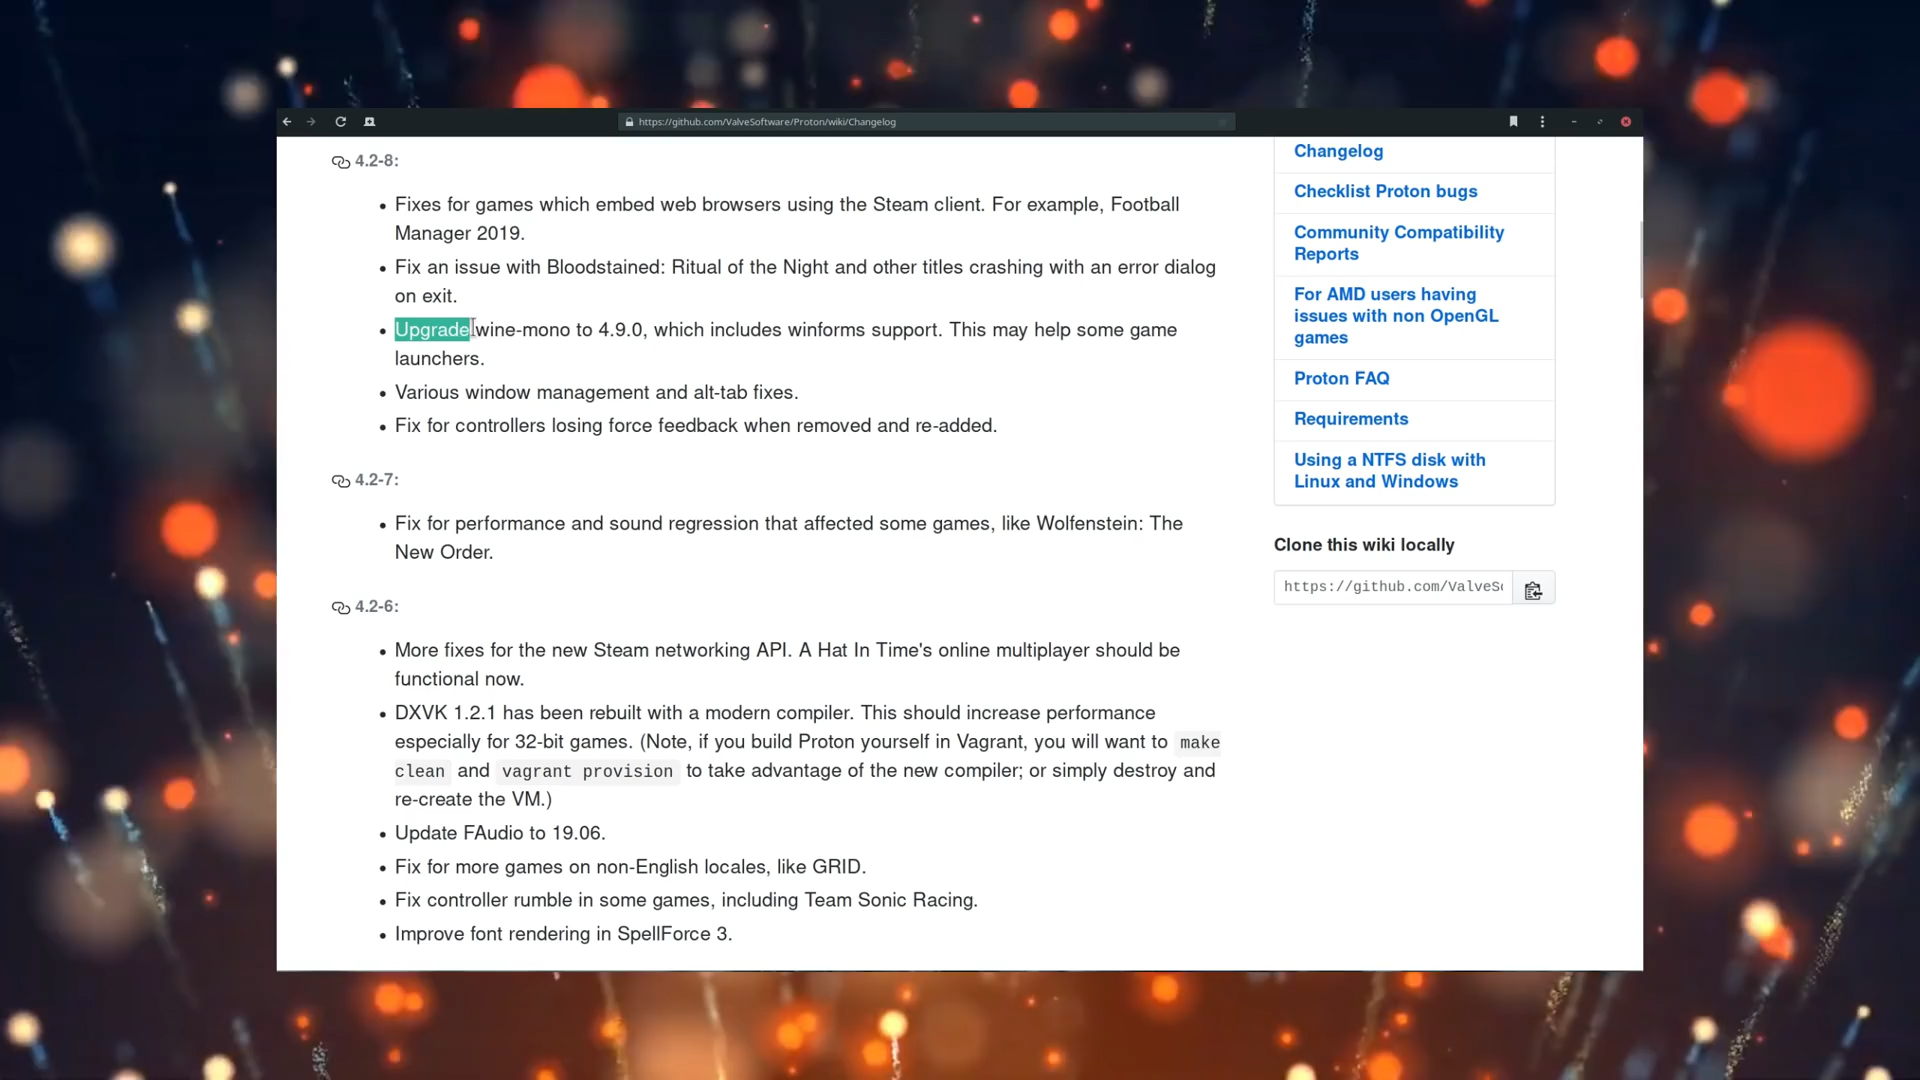 https://github.com/ValveSoftware/Proton/wiki/Changelog
4.2-8:
Fixes for games which embed web browsers using the Steam client. For example, Football
Manager 2019.
Fix an issue with Bloodstained: Ritual of the Night and other titles crashing with an error dialog
on exit.
Upgrade wine-mono to 4.9.0, which includes winforms support. This may help some game
launchers.
Various window management and alt-tab fixes.
Fix for controllers losing force feedback when removed and re-added.
4.2-7:
Fix for performance and sound regression that affected some games, like Wolfenstein: The
New Order.
4.2-6:
More fixes for the new Steam networking API. A Hat In Time's online multiplayer should be
functional now.
DXVK 1.2.1 has been rebuilt with a modern compiler. This should increase performance
especially for 32-bit games. (Note, if you build Proton yourself in Vagrant, you will want to make
clean and vagrant provision to take advantage of the new compiler; or simply destroy and
re-create the VM.)
Update FAudio to 19.06.
Fix for more games on non-English locales, like GRID.
Fix controller rumble in some games, including Team Sonic Racing.
Improve font rendering in SpellForce 3.
Changelog
Checklist Proton bugs
Community Compatibility
Reports
For AMD users having
issues with non OpenGL
games
Proton FAQ
Requirements
Using a NTFS disk with
Linux and Windows
Clone this wiki locally
https://github.com/ValveSo